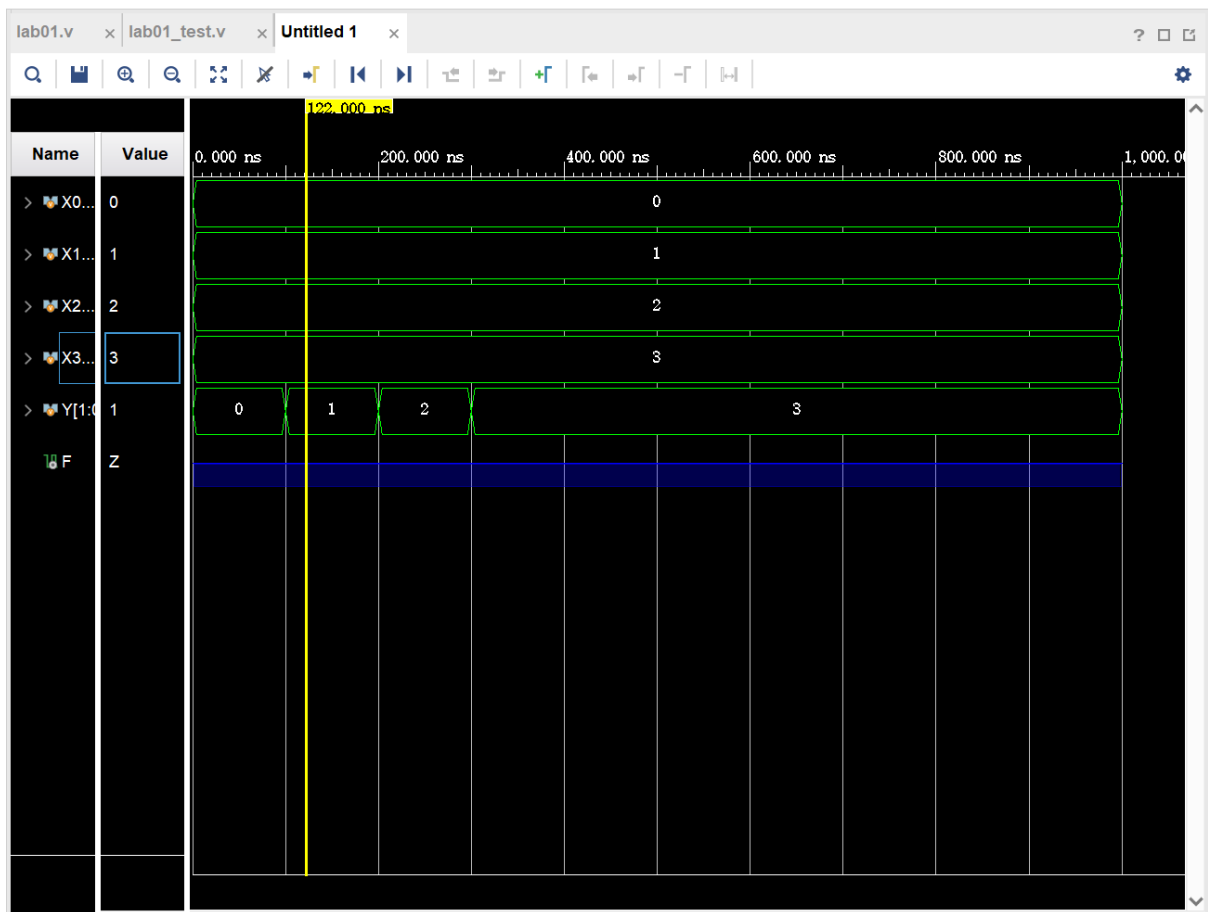 lab01.v × lab01_test.v × Untitled 1 × ?
122.000 ns
Name Value 0.000 ns 200.000 ns 400.000 ns 600.000 ns 800.000 ns 1,000.0
> X0... 0 0
> X1... 1 1
> X2... 2 2
> X3... 3 3
> Y[1:0 1 0 1 2 3
F Z